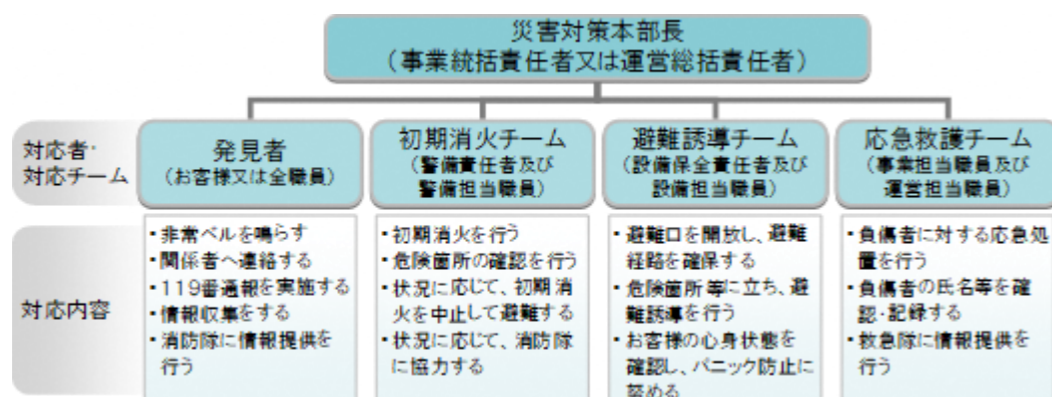 災害対策本部長
（事業統括責任者又は運営総括責任者）
対応者・
対応チーム
発見者
（お客様又は全職員）
初期消火チーム
（警備責任者及び
警備担当職員）
避難誘導チーム
（設備保全責任者及び
設備担当職員）
応急救護チーム
（事業担当職員及び
運営担当職員）
対応内容
・非常ベルを鳴らす
・関係者へ連絡する
・119番通報を実施する
・情報収集をする
・消防隊に情報提供を
行う
・初期消火を行う
・危険箇所の確認を行う
・状況に応じて、初期消
火を中止して避難する
・状況に応じて、消防隊
に協力する
・避難口を開放し、避難
経路を確保する
・危険箇所等に立ち、避
難誘導を行う
・お客様の心身状態を
確認し、パニック防止に
努める
・負傷者に対する応急処
置を行う
・負傷者の氏名等を確
認・記録する
・救急隊に情報提供を
行う